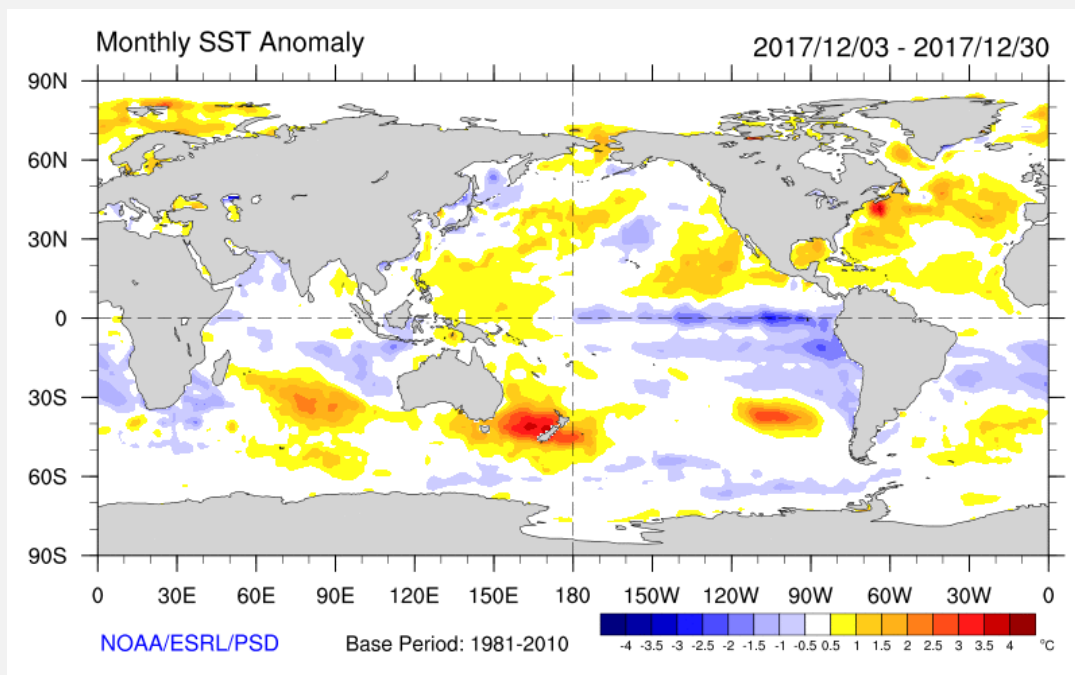 Monthly SST Anomaly 2017/12/03 - 2017/12/30
90N
60N
30N
0
30S
60S
90S
0 30E 60E 90E 120E 150E 180 150W 120W 90W 60W 30W 0
NOAA/ESRL/PSD Base Period: 1981-2010
-4 -3.5 -3 -2.5 -2 -1.5 -1 -0.5 0.5 1 1.5 2 2.5 3 3.5 4 °C